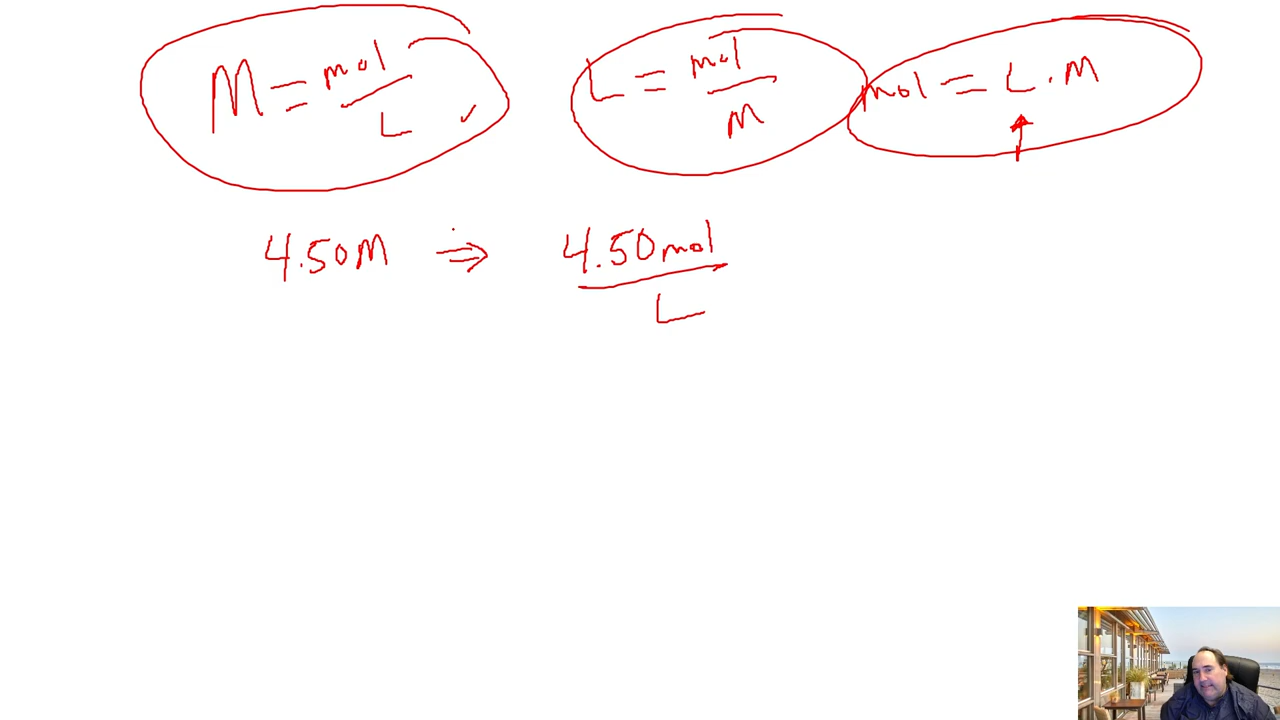 M = mol/L L = mol/M mol = L · M
4.50M ⇒ 4.50mol/L